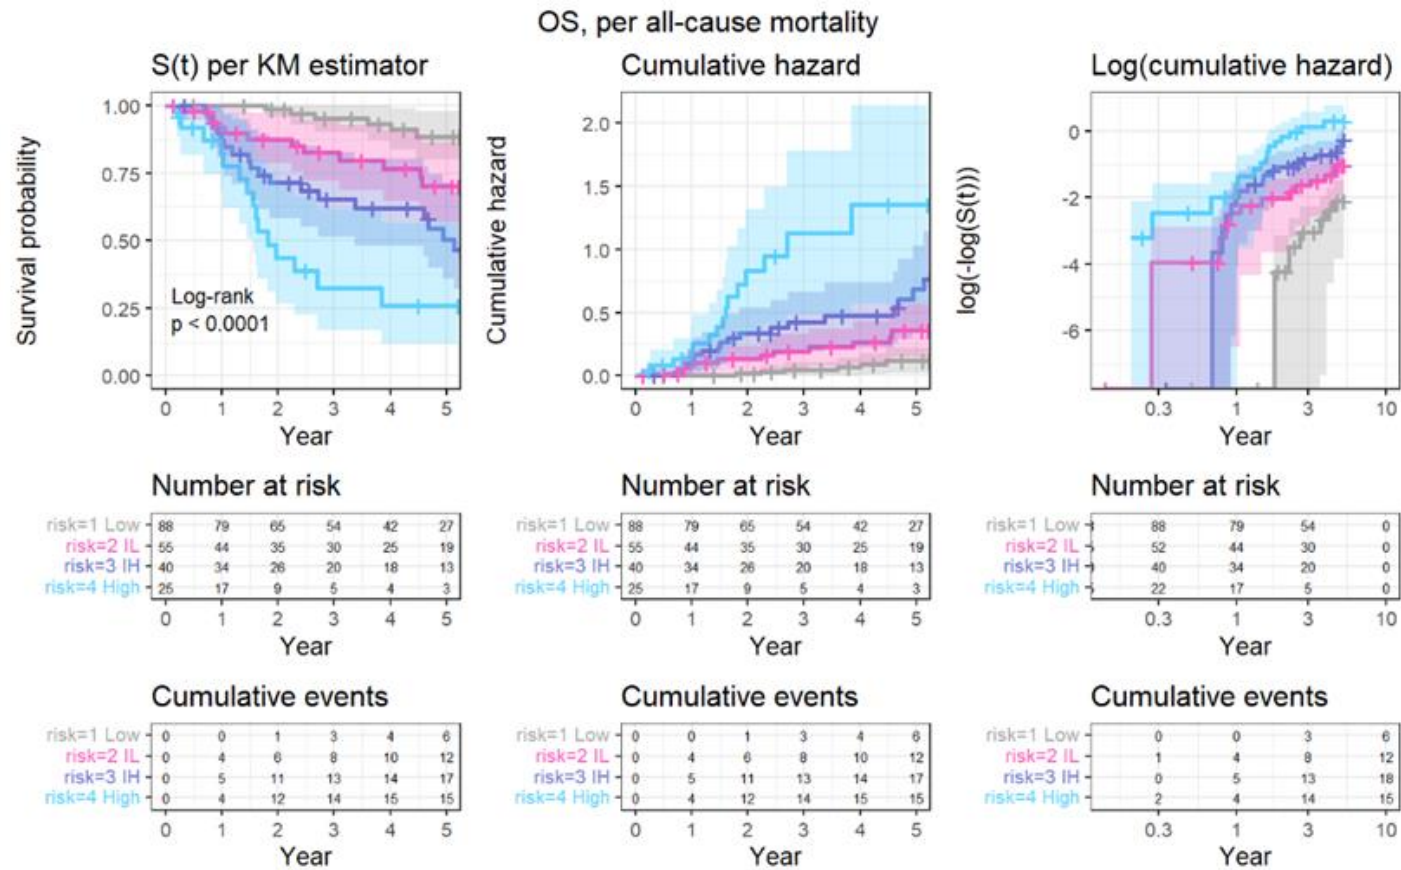 OS, per all-cause mortality
S(t) per KM estimator
Survival probability
1.00
0.75
0.50
0.25
0.00
Log-rank
p < 0.0001
0 1 2 3 4 5
Year
Cumulative hazard
Cumulative hazard
2.0
1.5
1.0
0.5
0.0
0 1 2 3 4 5
Year
Log(cumulative hazard)
log(-log(S(t)))
0
-2
-4
-6
0.3 1 3 10
Year
Number at risk
risk=1 Low 88 79 65 54 42 27
risk=2 IL 55 44 35 30 25 19
risk=3 IH 40 34 26 20 18 13
risk=4 High 25 17 9 5 4 3
0 1 2 3 4 5
Year
Number at risk
risk=1 Low 88 79 65 54 42 27
risk=2 IL 55 44 35 30 25 19
risk=3 IH 40 34 26 20 18 13
risk=4 High 25 17 9 5 4 3
0 1 2 3 4 5
Year
Number at risk
risk=1 Low 88 79 54 0
risk=2 IL 52 44 30 0
risk=3 IH 40 34 20 0
risk=4 High 22 17 5 0
0.3 1 3 10
Year
Cumulative events
risk=1 Low 0 0 1 3 4 6
risk=2 IL 0 4 6 8 10 12
risk=3 IH 0 5 11 13 14 17
risk=4 High 0 4 12 14 15 15
0 1 2 3 4 5
Year
Cumulative events
risk=1 Low 0 0 1 3 4 6
risk=2 IL 0 4 6 8 10 12
risk=3 IH 0 5 11 13 14 17
risk=4 High 0 4 12 14 15 15
0 1 2 3 4 5
Year
Cumulative events
risk=1 Low 0 0 3 6
risk=2 IL 1 4 8 12
risk=3 IH 0 5 13 18
risk=4 High 2 4 14 15
0.3 1 3 10
Year